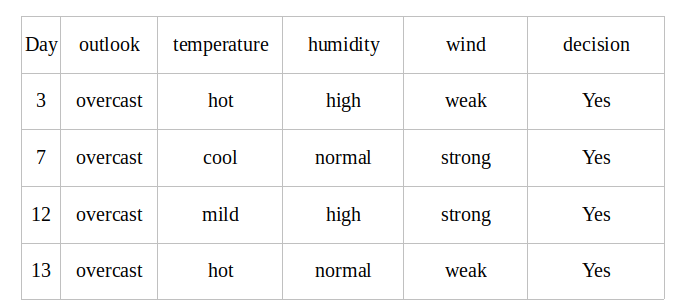 Day outlook temperature humidity wind decision
3 overcast hot high weak Yes
7 overcast cool normal strong Yes
12 overcast mild high strong Yes
13 overcast hot normal weak Yes